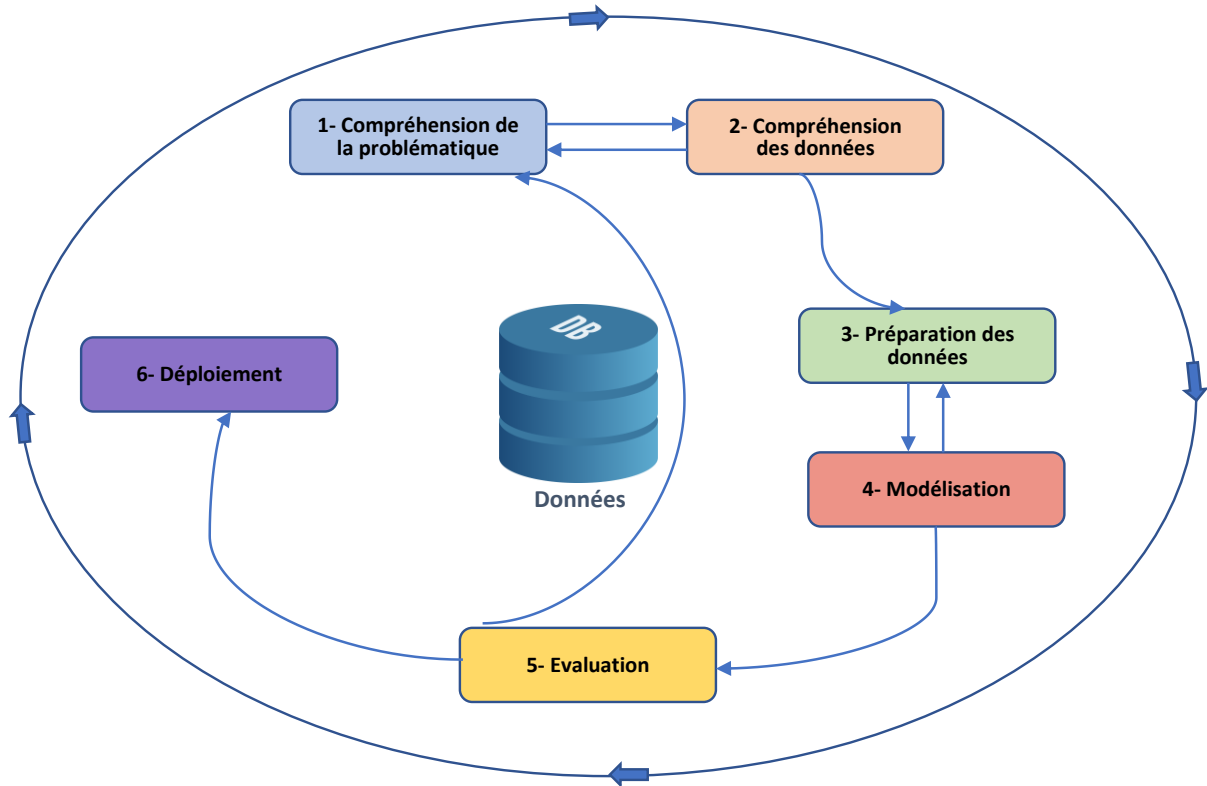 1- Compréhension de
la problématique
2- Compréhension
des données
3- Préparation des
données
DB
6- Déploiement
4- Modélisation
Données
5- Evaluation